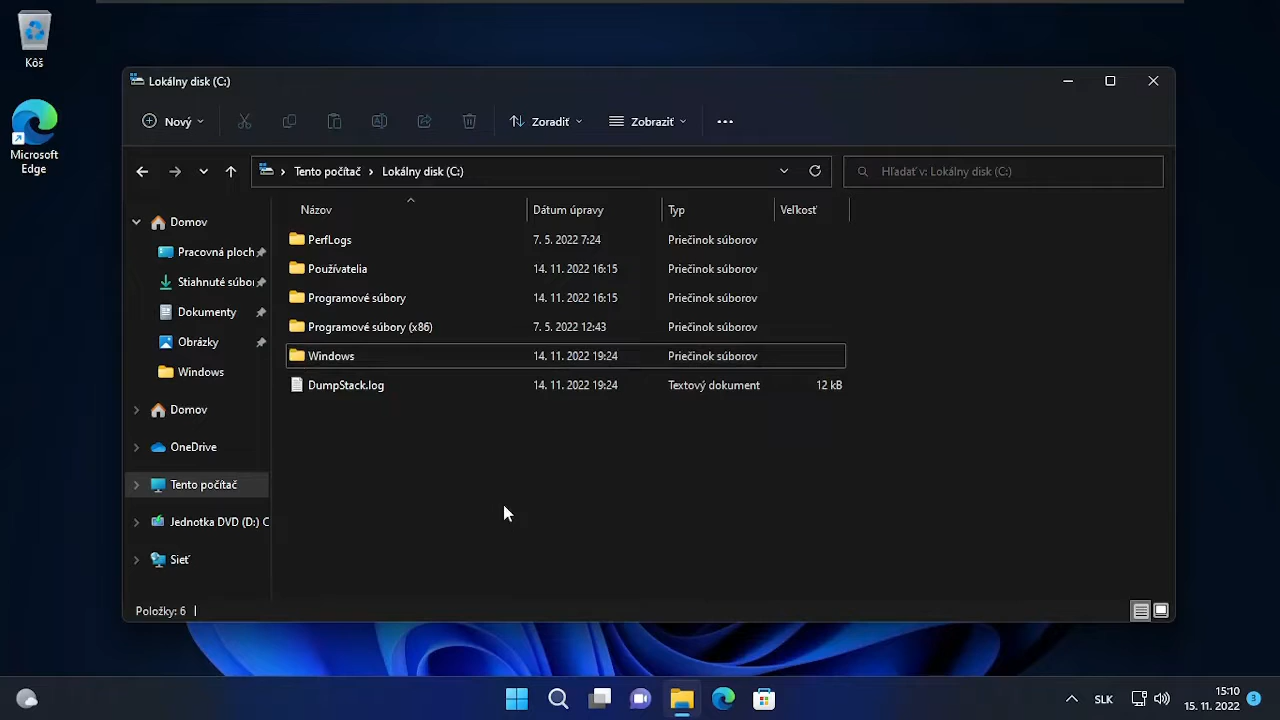 Kôš
Microsoft
Edge
Lokálny disk (C:)
Nový
Zoradiť
Zobraziť
Tento počítač
Lokálny disk (C:)
Hľadať v: Lokálny disk (C:)
Názov
Dátum úpravy
Typ
Veľkosť
PerfLogs 7. 5. 2022 7:24 Priečinok súborov
Používatelia 14. 11. 2022 16:15 Priečinok súborov
Programové súbory 14. 11. 2022 16:15 Priečinok súborov
Programové súbory (x86) 7. 5. 2022 12:43 Priečinok súborov
Windows 14. 11. 2022 19:24 Priečinok súborov
DumpStack.log 14. 11. 2022 19:24 Textový dokument 12 kB
Domov
Pracovná ploch
Stiahnuté súbo
Dokumenty
Obrázky
Windows
Domov
OneDrive
Tento počítač
Jednotka DVD (D:) C
Sieť
Položky: 6
SLK
15:10
15. 11. 2022
3